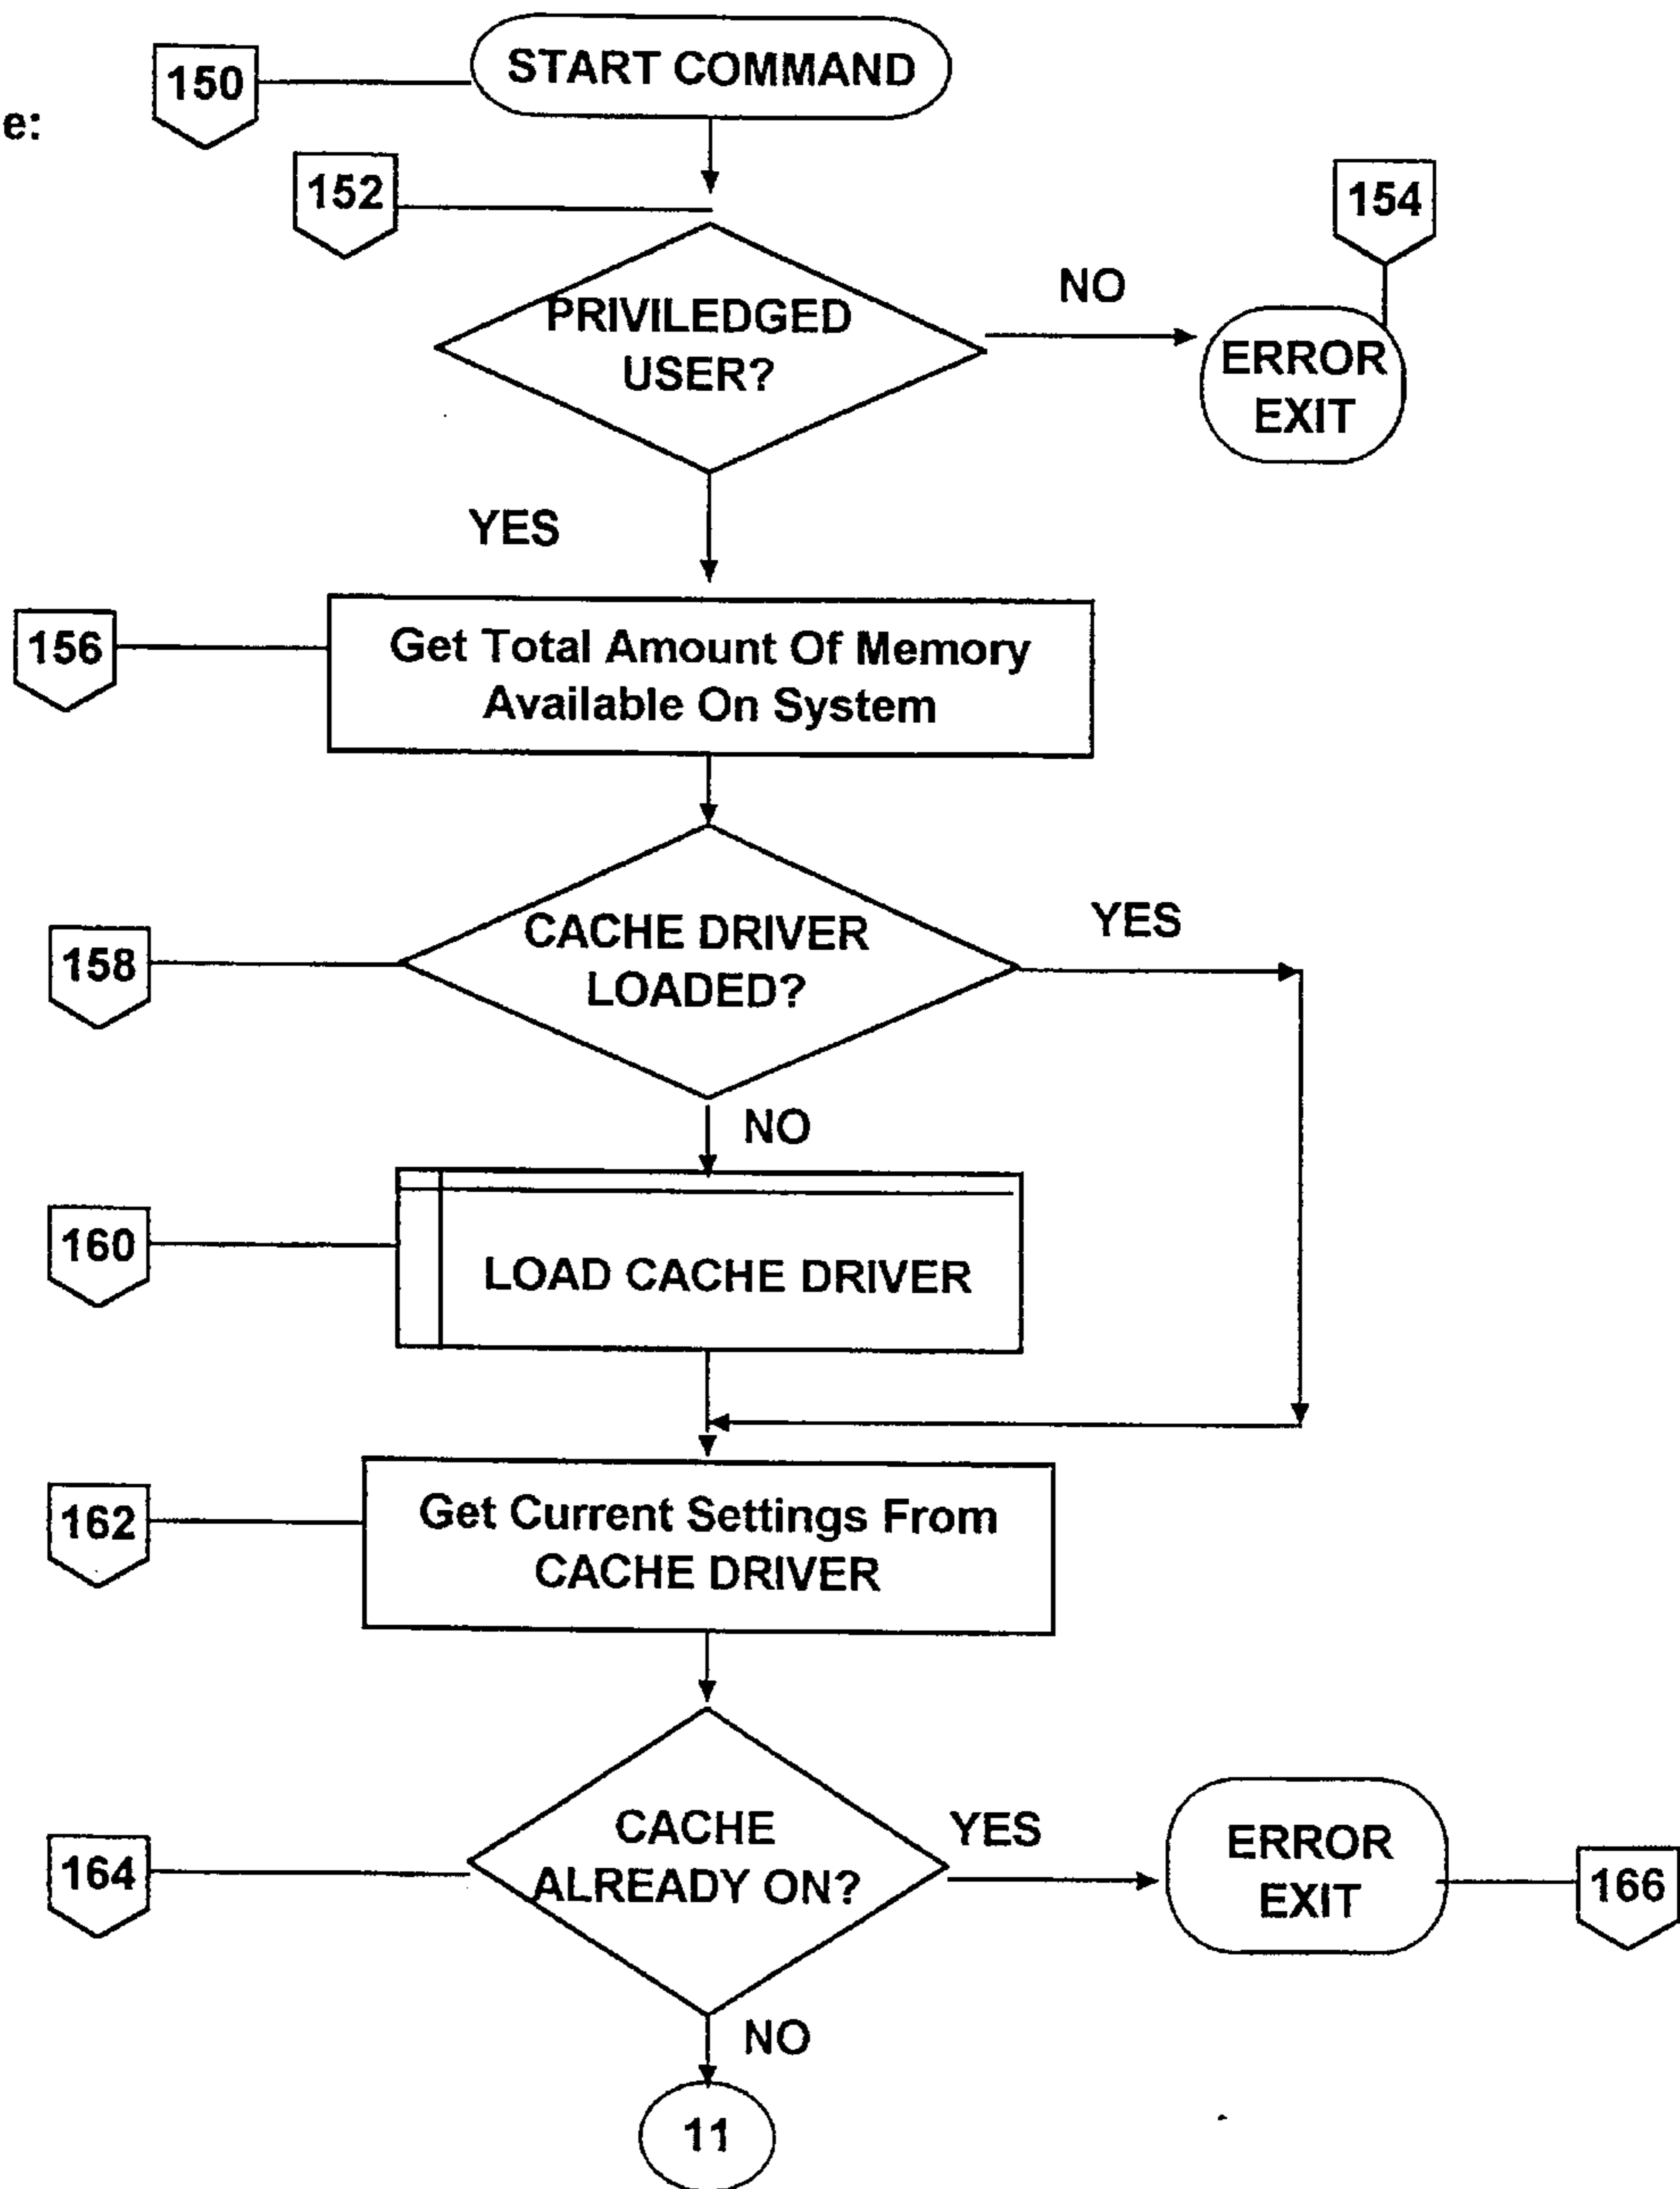 150
START COMMAND
e:
152
154
PRIVILEDGED
USER?
NO
ERROR
EXIT
YES
156
Get Total Amount Of Memory
Available On System
158
CACHE DRIVER
LOADED?
YES
NO
160
LOAD CACHE DRIVER
162
Get Current Settings From
CACHE DRIVER
164
CACHE
ALREADY ON?
YES
ERROR
EXIT
166
NO
11